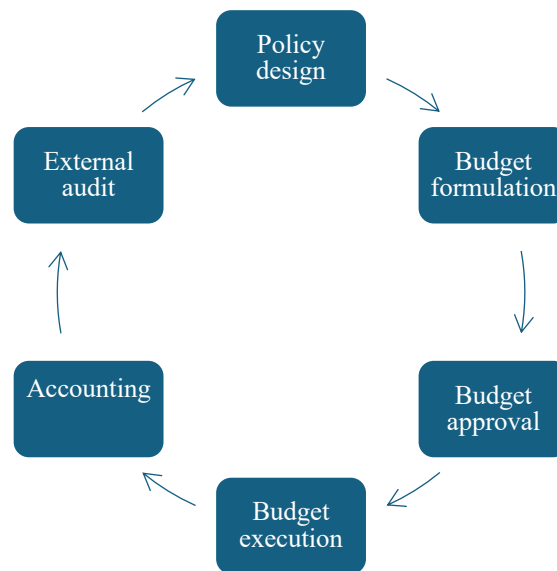 Policy
design
Budget
formulation
Budget
approval
Budget
execution
Accounting
External
audit